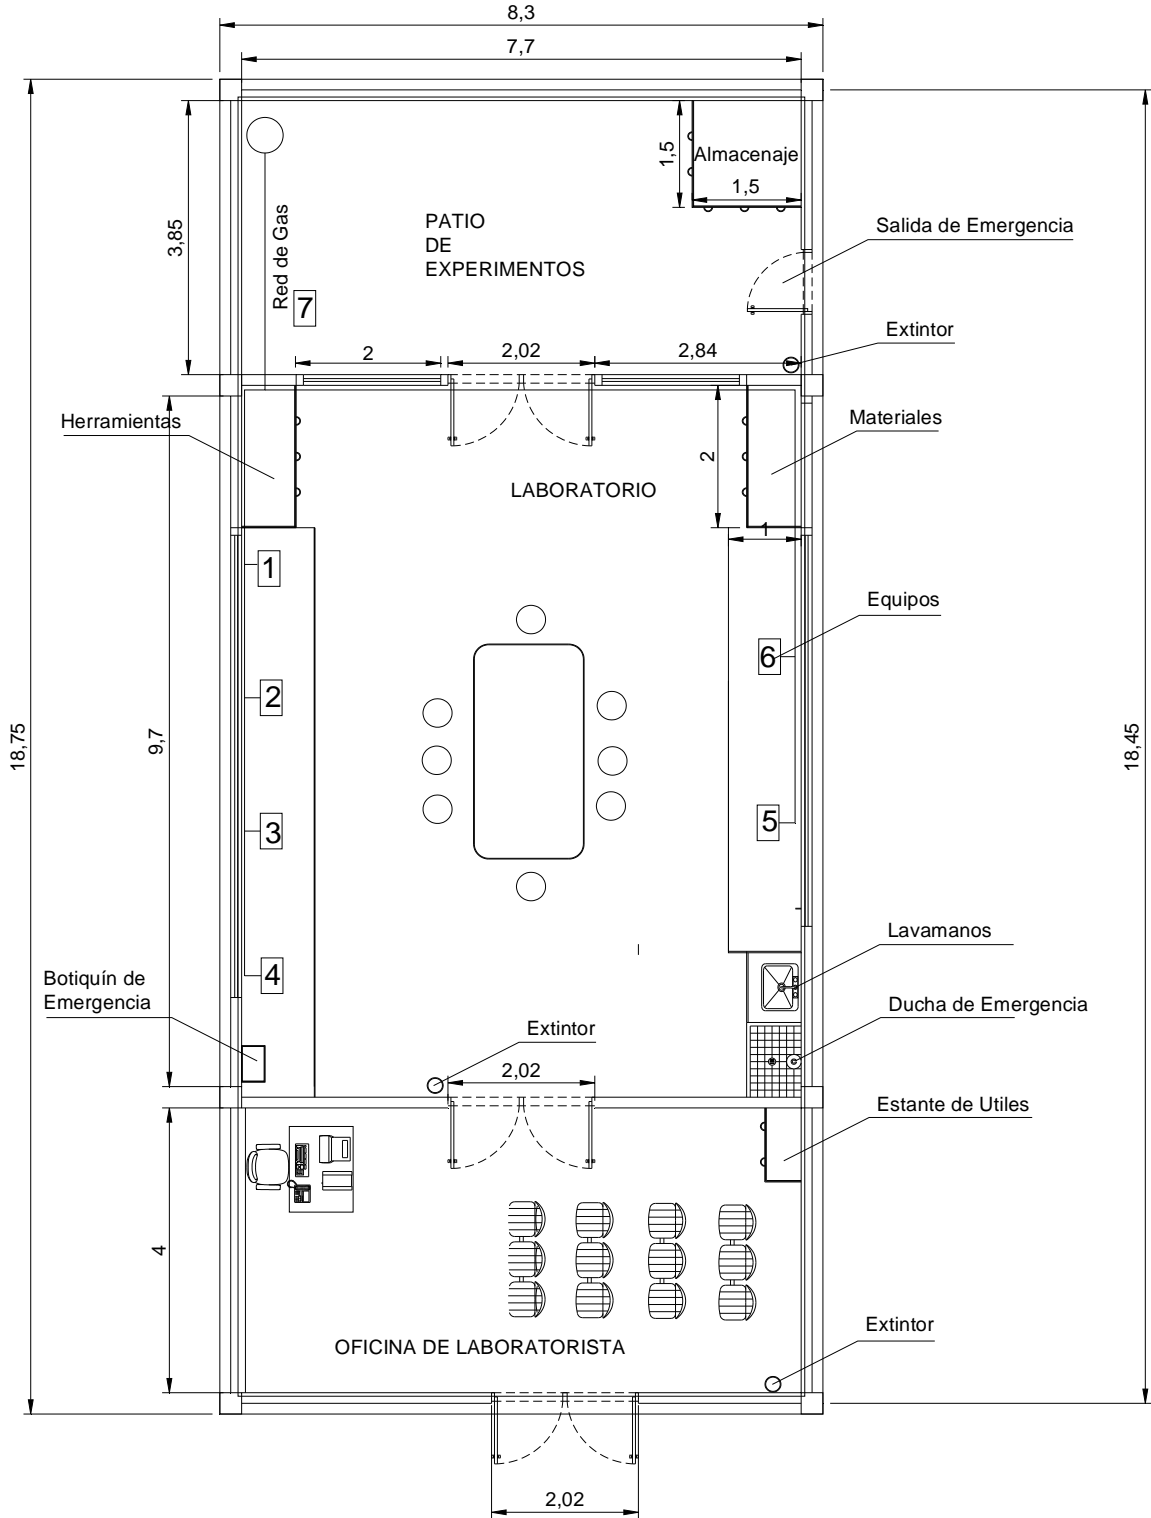 8,3
7,7
1,5
Almacenaje
1,5
Salida de Emergencia
PATIO
DE
EXPERIMENTOS
3,85
Red de Gas
7
Extintor
2
2,02
2,84
Herramientas
Materiales
2
LABORATORIO
1
1
Equipos
6
2
18,75
9,7
18,45
3
5
Lavamanos
4
Botiquín de
Emergencia
Ducha de Emergencia
Extintor
2,02
Estante de Utiles
4
Extintor
OFICINA DE LABORATORISTA
2,02